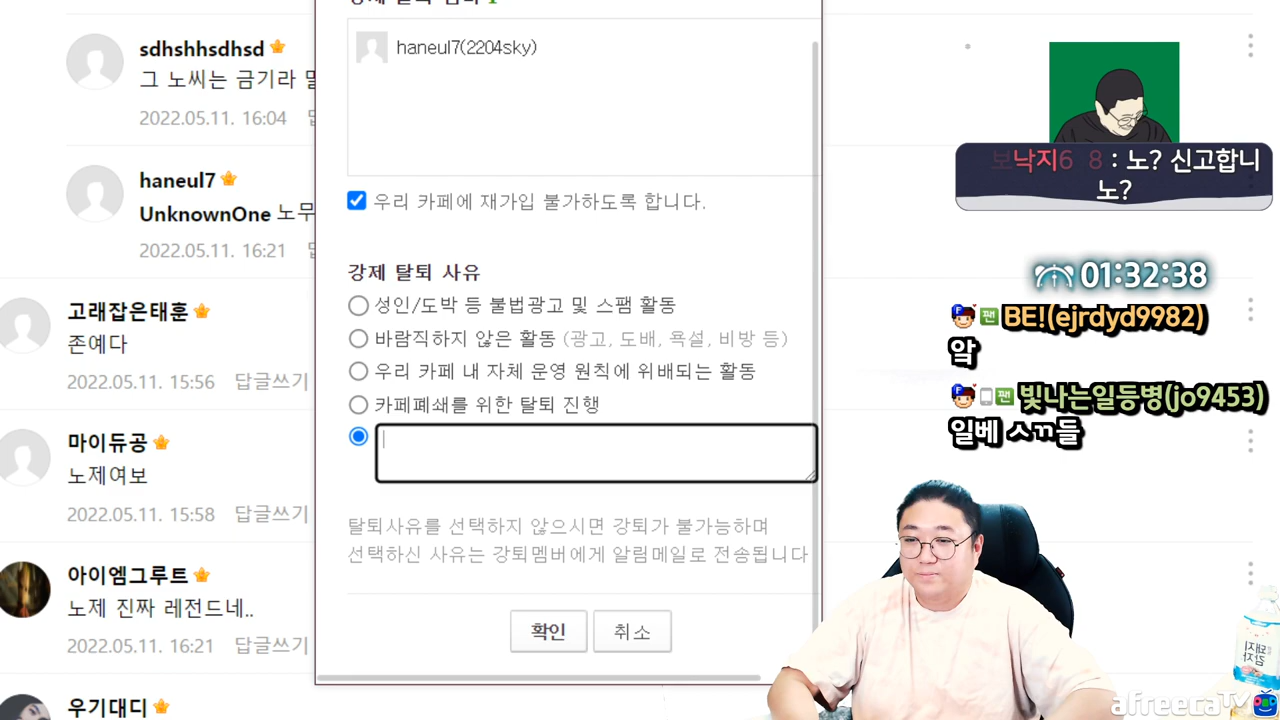 haneul7(2204sky)
sdhshhsdhsd
그 노씨는 금기라
2022.05.11. 16:04
haneul7
UnknownOne 노무
2022.05.11. 16:21
우리 카페에 재가입 불가하도록 합니다.
강제 탈퇴 사유
성인/도박 등 불법광고 및 스팸 활동
바람직하지 않은 활동 (광고, 도배, 욕설, 비방 등)
우리 카페 내 자체 운영 원칙에 위배되는 활동
카페폐쇄를 위한 탈퇴 진행
탈퇴사유를 선택하지 않으시면 강퇴가 불가능하며
선택하신 사유는 강퇴멤버에게 알림메일로 전송됩니다
확인
취소
고래잡은태훈
존예다
2022.05.11. 15:56 답글쓰기
마이듀공
노제여보
2022.05.11. 15:58 답글쓰기
아이엠그루트
노제 진짜 레전드네..
2022.05.11. 16:21 답글쓰기
우기대디
보낙지6 8 : 노? 신고합니
노?
01:32:38
BE!(ejrdyd9982)
앜
빛나는일등병(jo9453)
일베 ㅅㄲ들
돼지
감자
afreecaTV